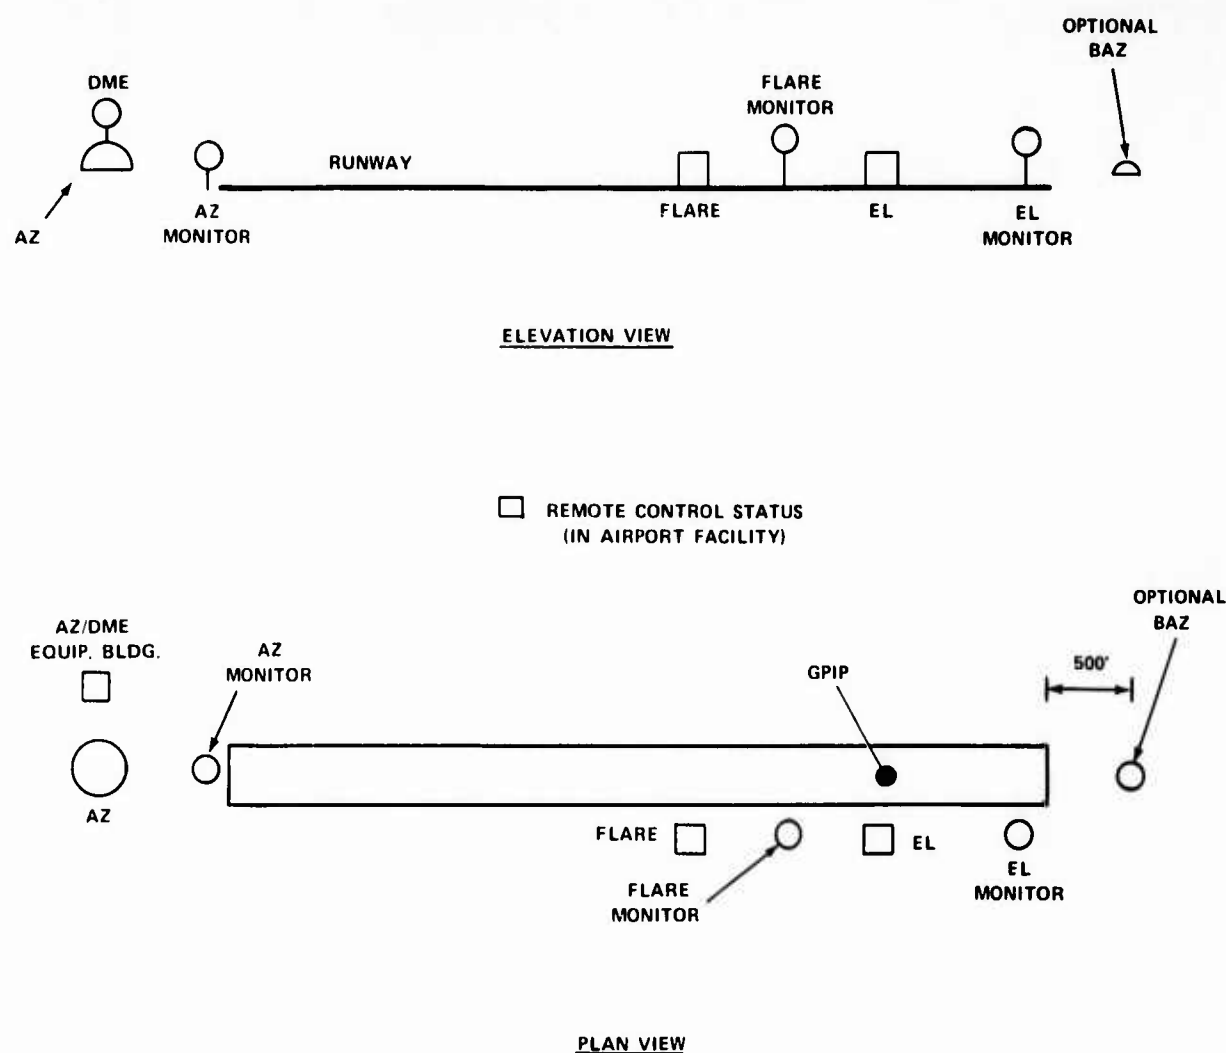 OPTIONAL
BAZ
DME
FLARE
MONITOR
RUNWAY
AZ
AZ
MONITOR
FLARE
EL
EL
MONITOR
ELEVATION VIEW
REMOTE CONTROL STATUS
(IN AIRPORT FACILITY)
AZ/DME
EQUIP. BLDG.
AZ
MONITOR
GPIP
500'
OPTIONAL
BAZ
AZ
FLARE
EL
FLARE
MONITOR
EL
MONITOR
PLAN VIEW